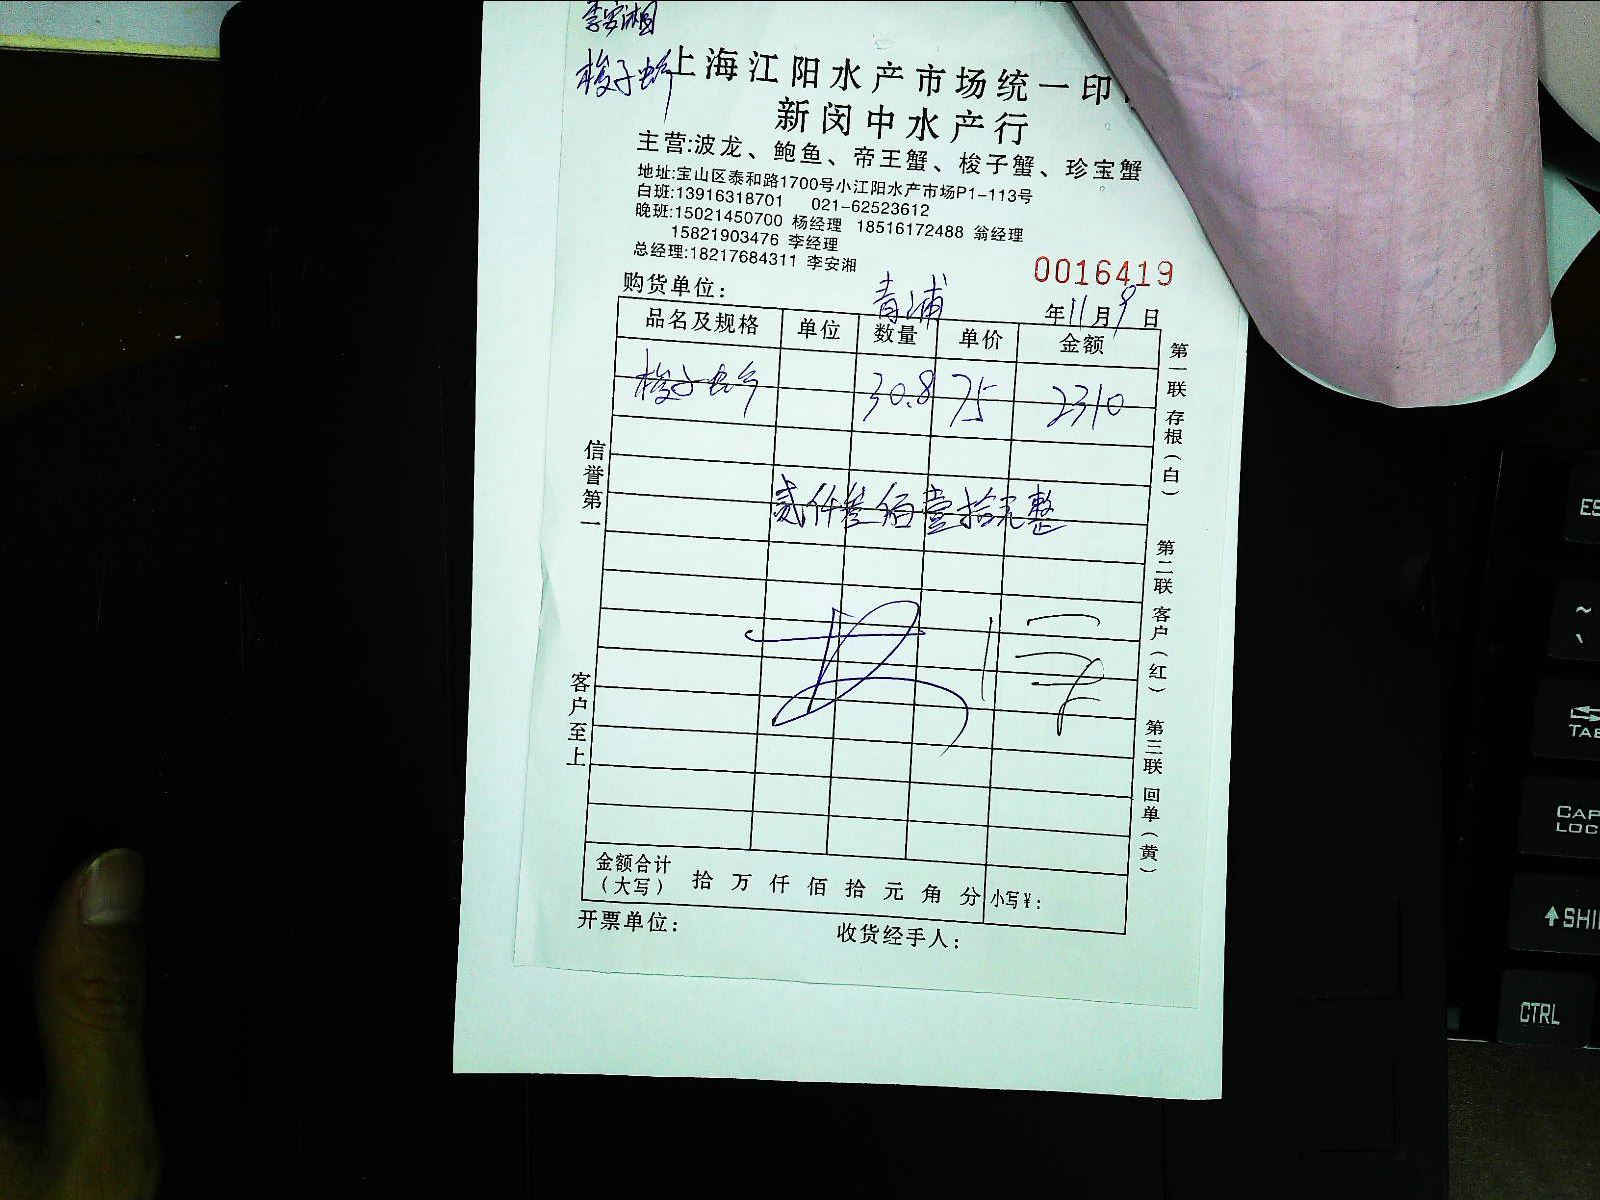 李安湘
梭子蟹
上海江阳水产市场统一印
新闵中水产行
主营:波龙、鲍鱼、帝王蟹、梭子蟹、珍宝蟹
地址:宝山区泰和路1700号小江阳水产市场P1-113号
白班:13916318701 021-62523612
晚班:15021450700 杨经理 18516172488 翁经理
15821903476 李经理
总经理:18217684311 李安湘
0016419
购货单位: 青浦 年11月9日
品名及规格 单位 数量 单价 金额
梭子蟹 30.8 75 2310
贰仟叁佰壹拾元整
信誉第一
客户至上
第一联存根(白)
第二联客户(红)
第三联回单(黄)
金额合计
(大写) 拾 万 仟 佰 拾 元 角 分 小写¥:
开票单位: 收货经手人:
ES
~
TAB
CAP
LOC
SHI
CTRL